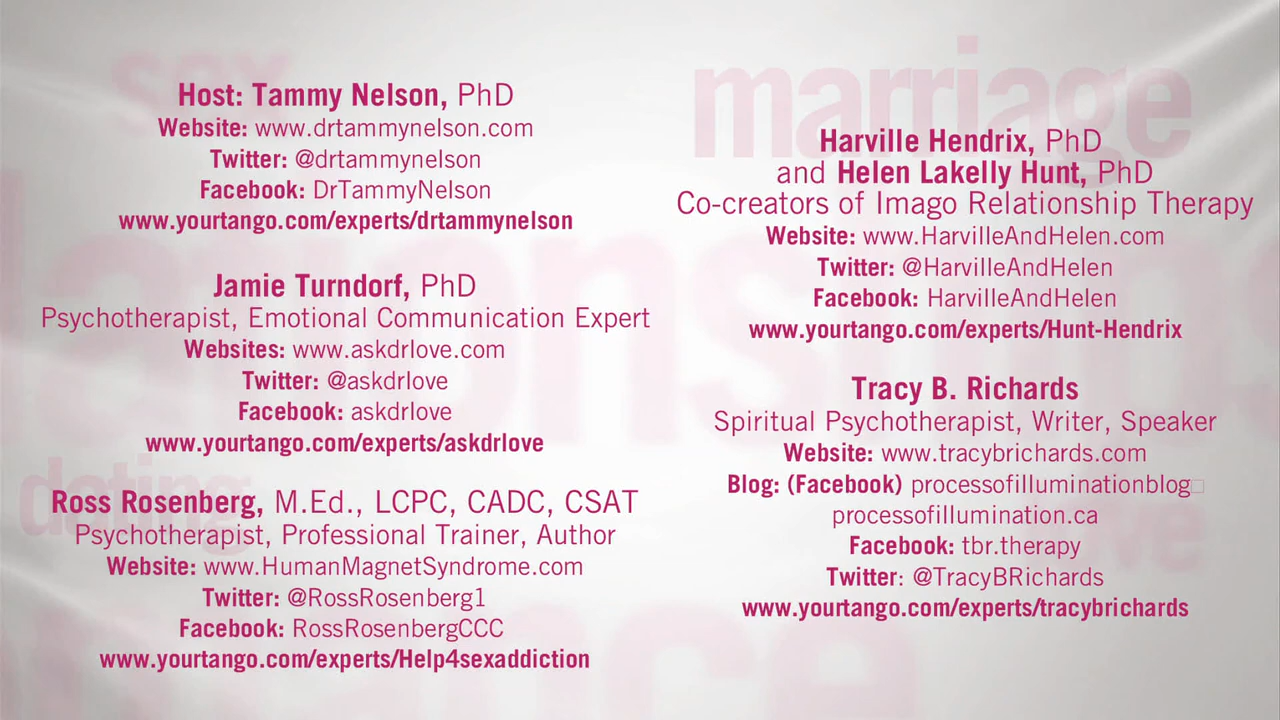 Host: Tammy Nelson, PhD
Website: www.drtammynelson.com
Twitter: @drtammynelson
Facebook: DrTammyNelson
www.yourtango.com/experts/drtammynelson
Jamie Turndorf, PhD
Psychotherapist, Emotional Communication Expert
Websites: www.askdrlove.com
Twitter: @askdrlove
Facebook: askdrlove
www.yourtango.com/experts/askdrlove
Ross Rosenberg, M.Ed., LCPC, CADC, CSAT
Psychotherapist, Professional Trainer, Author
Website: www.HumanMagnetSyndrome.com
Twitter: @RossRosenberg1
Facebook: RossRosenbergCCC
www.yourtango.com/experts/Help4sexaddiction
Harville Hendrix, PhD
and Helen Lakelly Hunt, PhD
Co-creators of Imago Relationship Therapy
Website: www.HarvilleAndHelen.com
Twitter: @HarvilleAndHelen
Facebook: HarvilleAndHelen
www.yourtango.com/experts/Hunt-Hendrix
Tracy B. Richards
Spiritual Psychotherapist, Writer, Speaker
Website: www.tracybrichards.com
Blog: (Facebook) processofilluminationblog□
processofillumination.ca
Facebook: tbr.therapy
Twitter: @TracyBRichards
www.yourtango.com/experts/tracybrichards
sex
marriage
dating